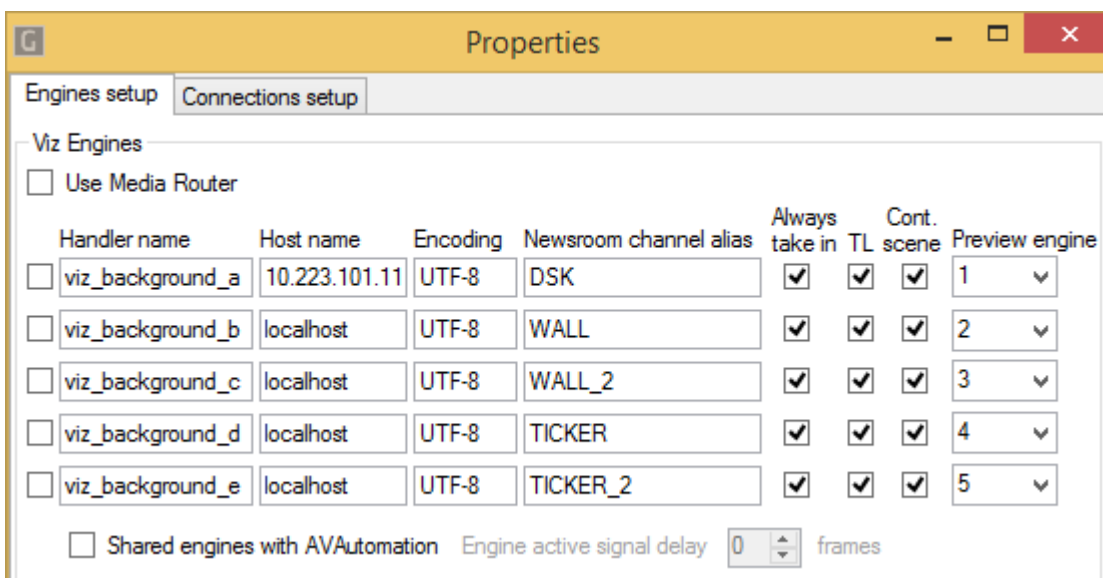 G Properties
Engines setup Connections setup
Viz Engines
Use Media Router
Always Cont.
Handler name Host name Encoding Newsroom channel alias take in TL scene Preview engine
viz_background_a 10.223.101.11 UTF-8 DSK 1
viz_background_b localhost UTF-8 WALL 2
viz_background_c localhost UTF-8 WALL_2 3
viz_background_d localhost UTF-8 TICKER 4
viz_background_e localhost UTF-8 TICKER_2 5
Shared engines with AVAutomation Engine active signal delay 0 frames